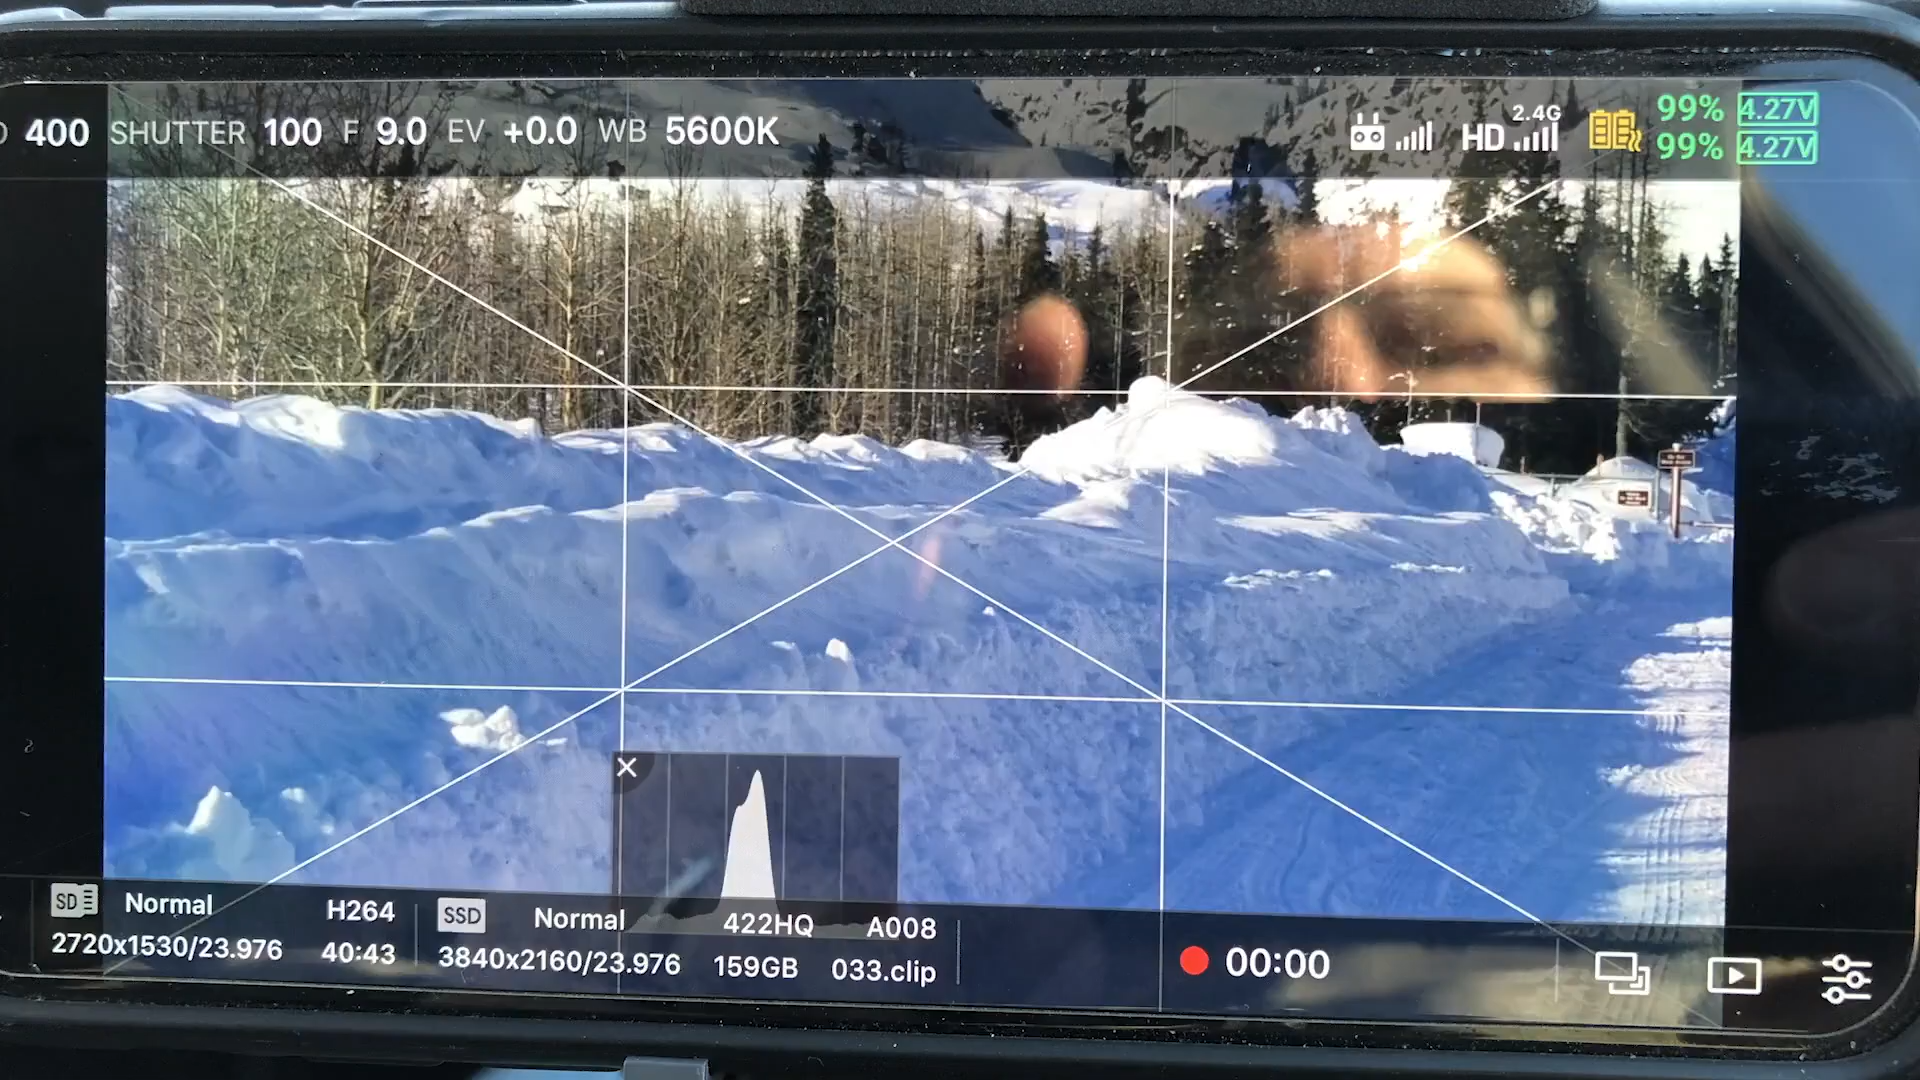 400 SHUTTER 100 F 9.0 EV +0.0 WB 5600K
2.4G
HD
99% 4.27V
99% 4.27V
SD Normal H264
2720x1530/23.976 40:43
SSD Normal 422HQ A008
3840x2160/23.976 159GB 033.clip
00:00